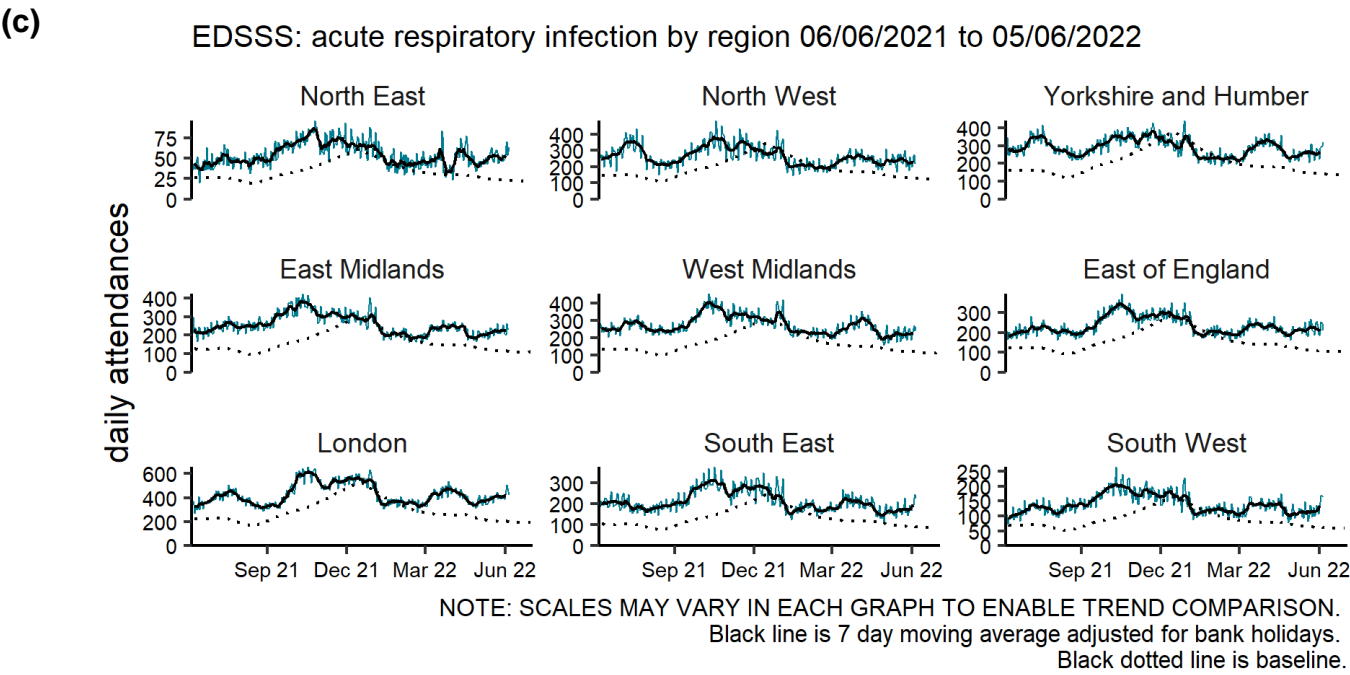 (c)
EDSSS: acute respiratory infection by region 06/06/2021 to 05/06/2022
North East
North West
Yorkshire and Humber
75
50
25
0
400
300
200
100
0
400
300
200
100
0
daily attendances
East Midlands
West Midlands
East of England
400
300
200
100
0
400
300
200
100
0
300
200
100
0
London
South East
South West
600
400
200
0
300
200
100
0
250
200
150
100
50
0
Sep 21 Dec 21 Mar 22 Jun 22
Sep 21 Dec 21 Mar 22 Jun 22
Sep 21 Dec 21 Mar 22 Jun 22
NOTE: SCALES MAY VARY IN EACH GRAPH TO ENABLE TREND COMPARISON.
Black line is 7 day moving average adjusted for bank holidays.
Black dotted line is baseline.